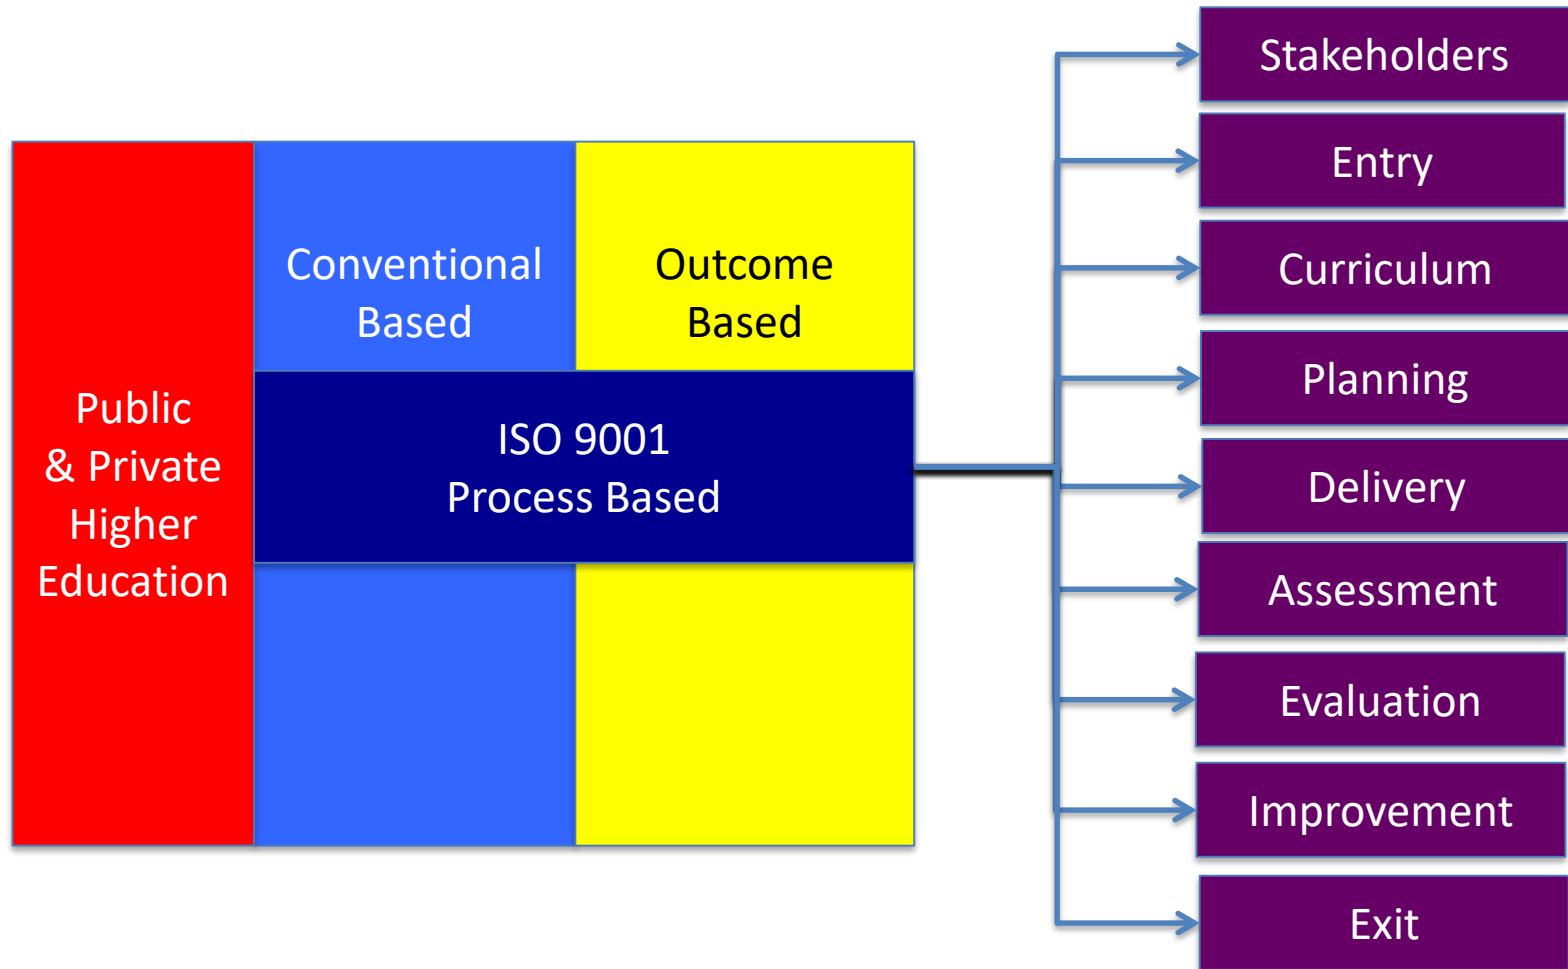 Public
& Private
Higher
Education
Conventional
Based
Outcome
Based
ISO 9001
Process Based
Stakeholders
Entry
Curriculum
Planning
Delivery
Assessment
Evaluation
Improvement
Exit